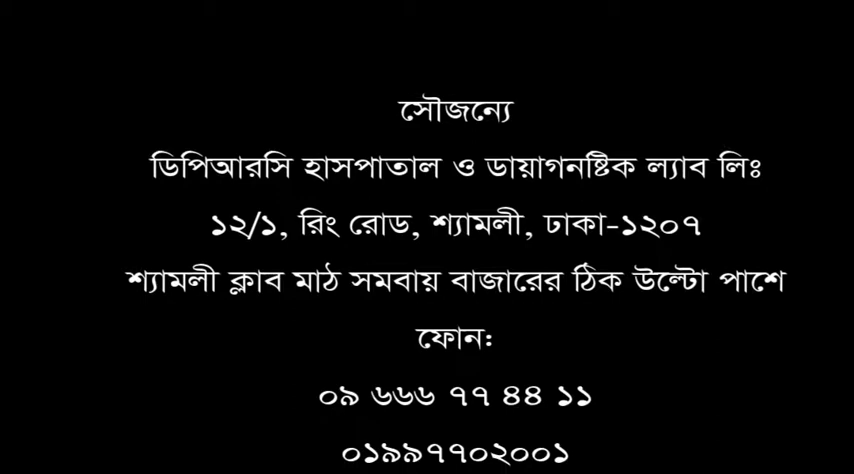 সৌজন্যে
ডিপিআরসি হাসপাতাল ও ডায়াগনষ্টিক ল্যাব লিঃ
১২/১, রিং রোড, শ্যামলী, ঢাকা-১২০৭
শ্যামলী ক্লাব মাঠ সমবায় বাজারের ঠিক উল্টো পাশে
ফোন:
০৯ ৬৬৬ ৭৭ ৪৪ ১১
০১৯৯৭৭০২০০১